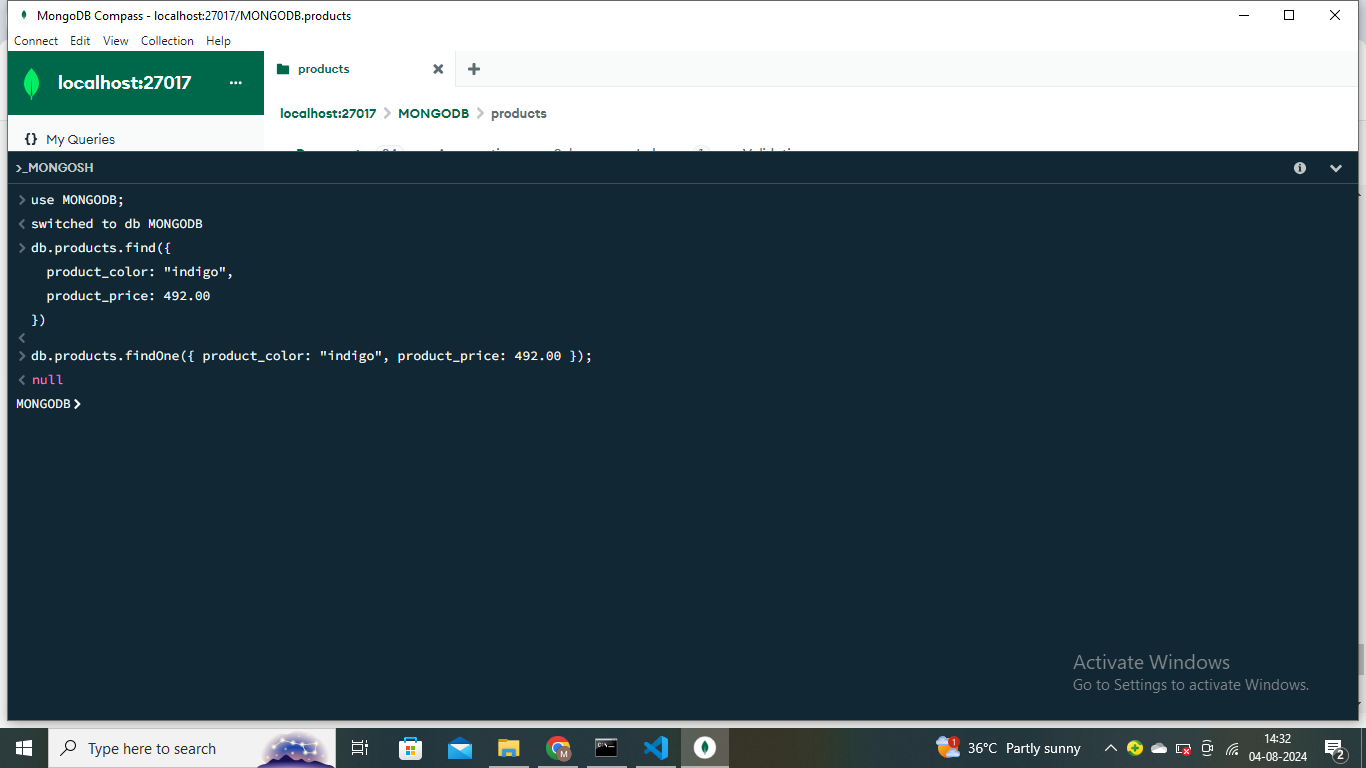 MongoDB Compass - localhost:27017/MONGODB.products
Connect Edit View Collection Help
localhost:27017 ...
products
localhost:27017 > MONGODB > products
{} My Queries
>_MONGOSH
> use MONGODB;
< switched to db MONGODB
> db.products.find({
product_color: "indigo",
product_price: 492.00
})
<
> db.products.findOne({ product_color: "indigo", product_price: 492.00 });
< null
MONGODB >
Activate Windows
Go to Settings to activate Windows.
Type here to search
1
36°C Partly sunny
14:32
04-08-2024
2